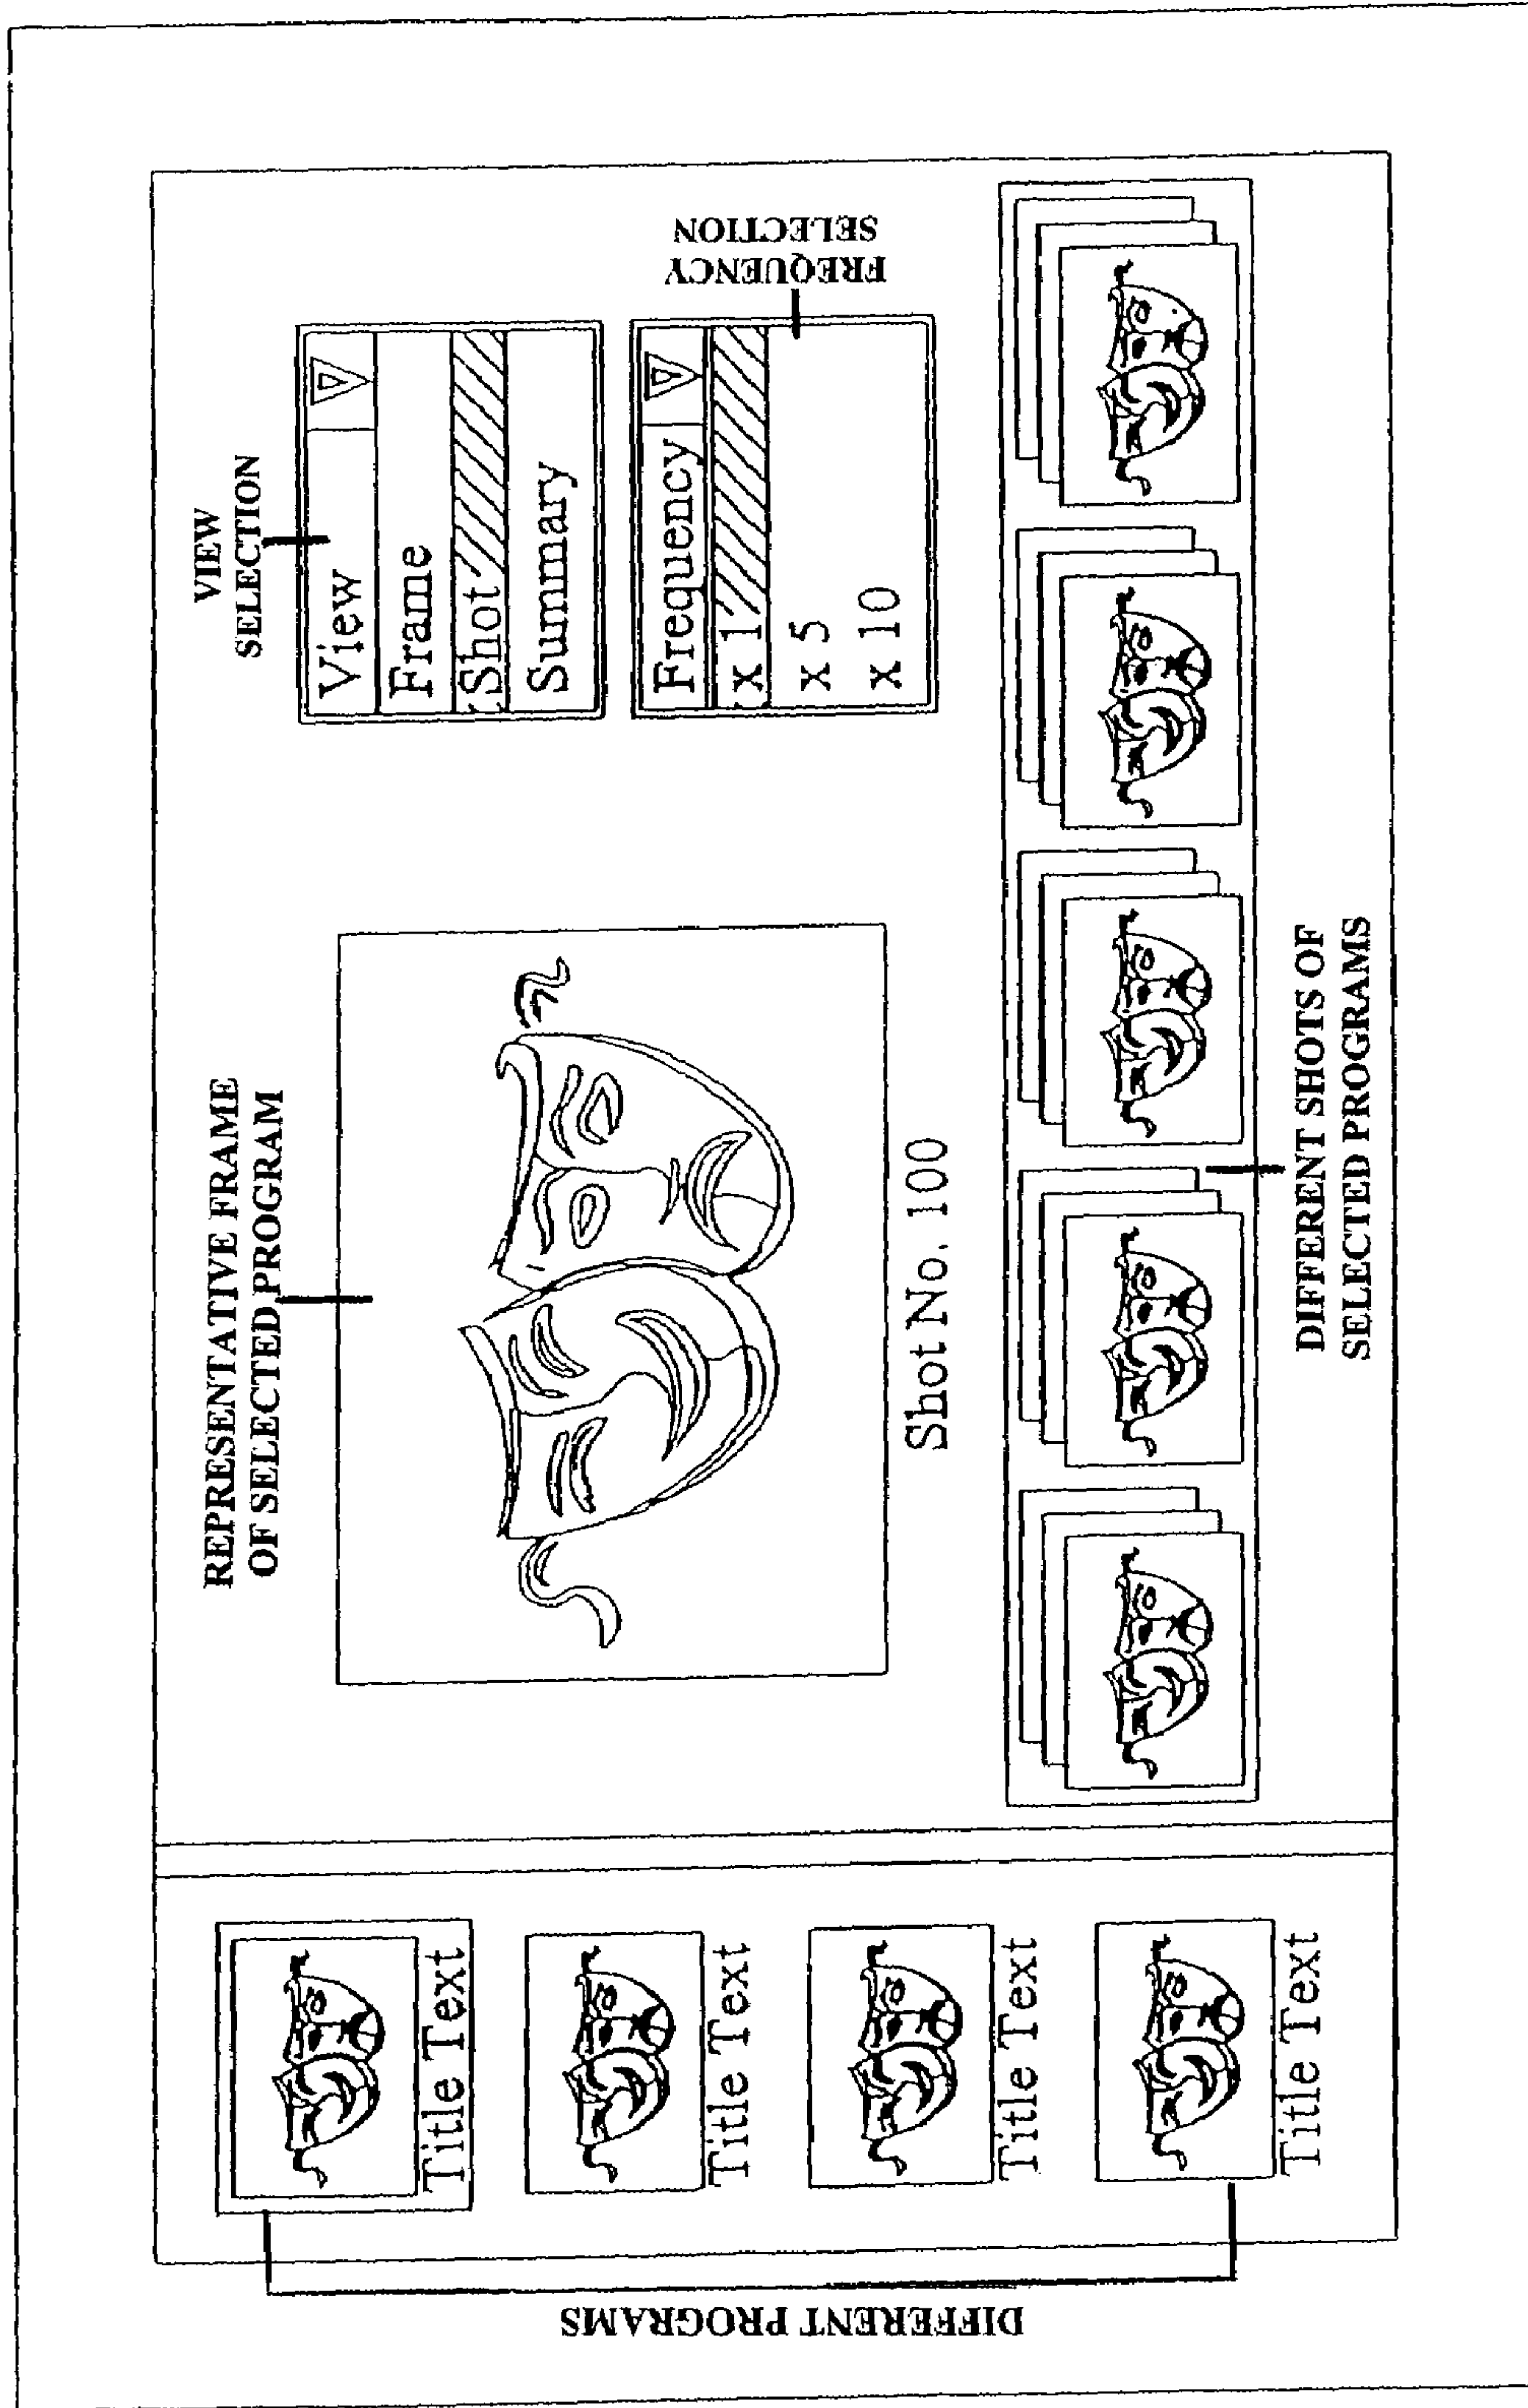 DIFFERENT PROGRAMS
Title Text
Title Text
Title Text
Title Text
REPRESENTATIVE FRAME
OF SELECTED PROGRAM
Shot No. 100
VIEW
SELECTION
View
Frame
Shot
Summary
Frequency
x 1
x 5
x 10
FREQUENCY
SELECTION
DIFFERENT SHOTS OF
SELECTED PROGRAMS